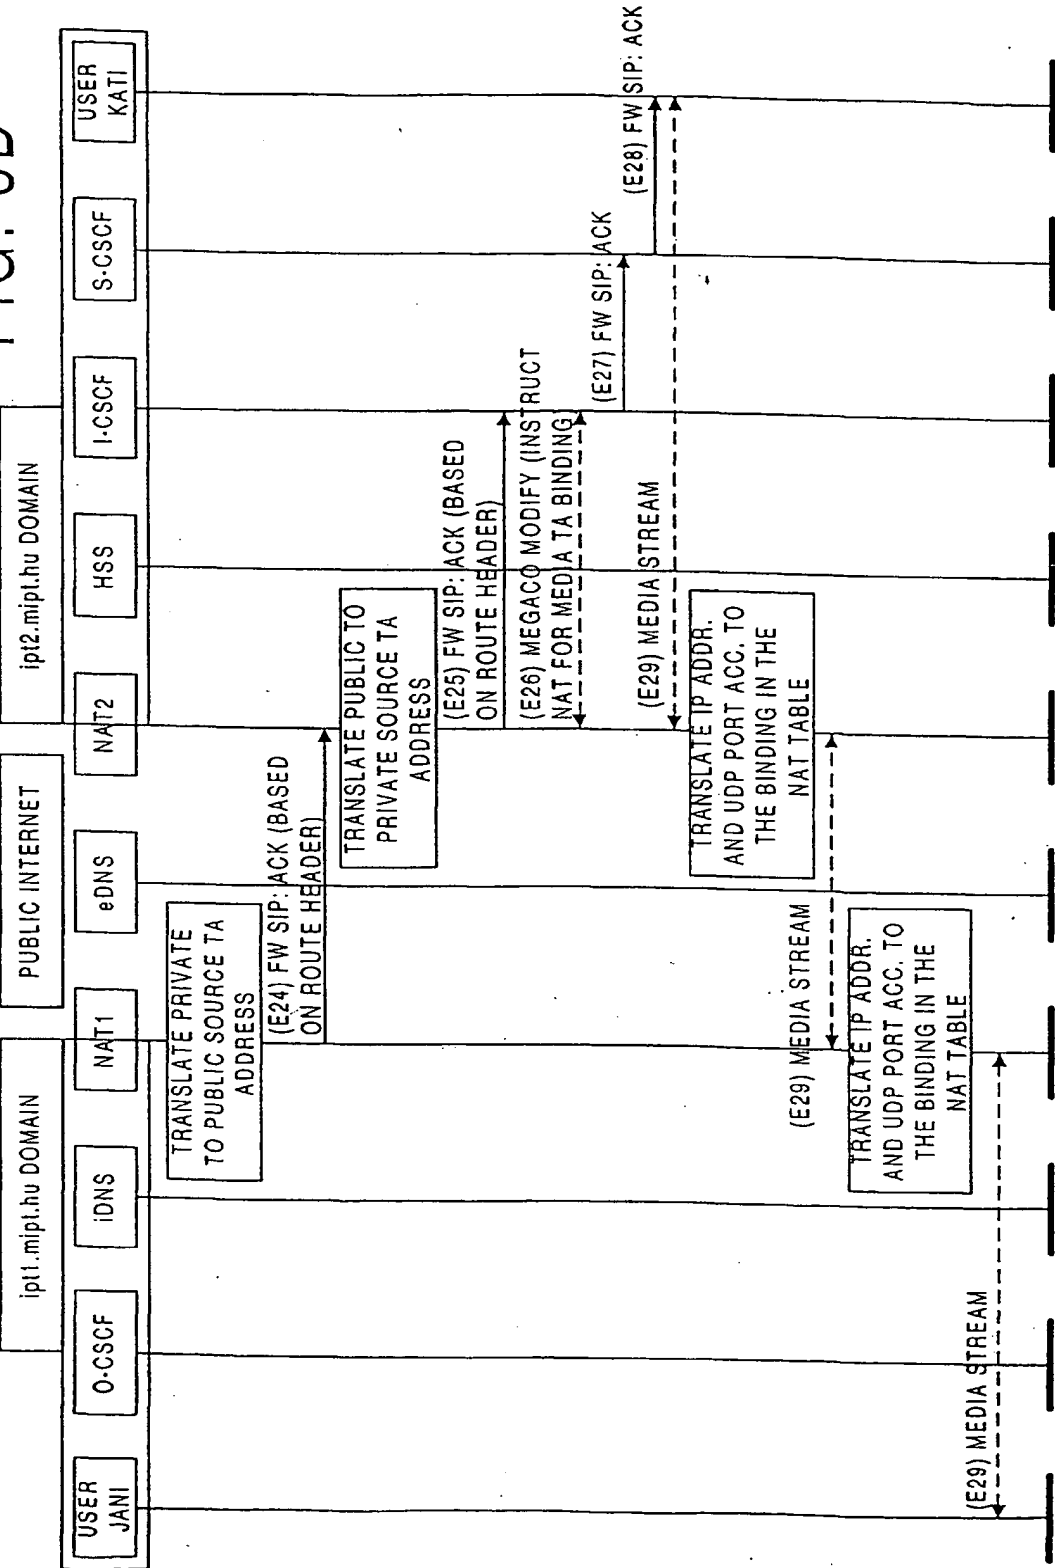 ipt1.mipt.hu DOMAIN
PUBLIC INTERNET
ipt2.mipt.hu DOMAIN
USER
JANI
O-CSCF
iDNS
NAT1
eDNS
NAT2
HSS
I-CSCF
S-CSCF
USER
KATI
TRANSLATE PRIVATE
TO PUBLIC SOURCE TA
ADDRESS
(E24) FW SIP: ACK (BASED
ON ROUTE HEADER)
TRANSLATE PUBLIC TO
PRIVATE SOURCE TA
ADDRESS
(E25) FW SIP: ACK (BASED
ON ROUTE HEADER)
(E26) MEGACO MODIFY (INSTRUCT
NAT FOR MEDIA TA BINDING
(E27) FW SIP: ACK
(E28) FW SIP: ACK
(E29) MEDIA STREAM
TRANSLATE IP ADDR.
AND UDP PORT ACC. TO
THE BINDING IN THE
NAT TABLE
(E29) MEDIA STREAM
TRANSLATE IP ADDR.
AND UDP PORT ACC. TO
THE BINDING IN THE
NAT TABLE
(E29) MEDIA STREAM